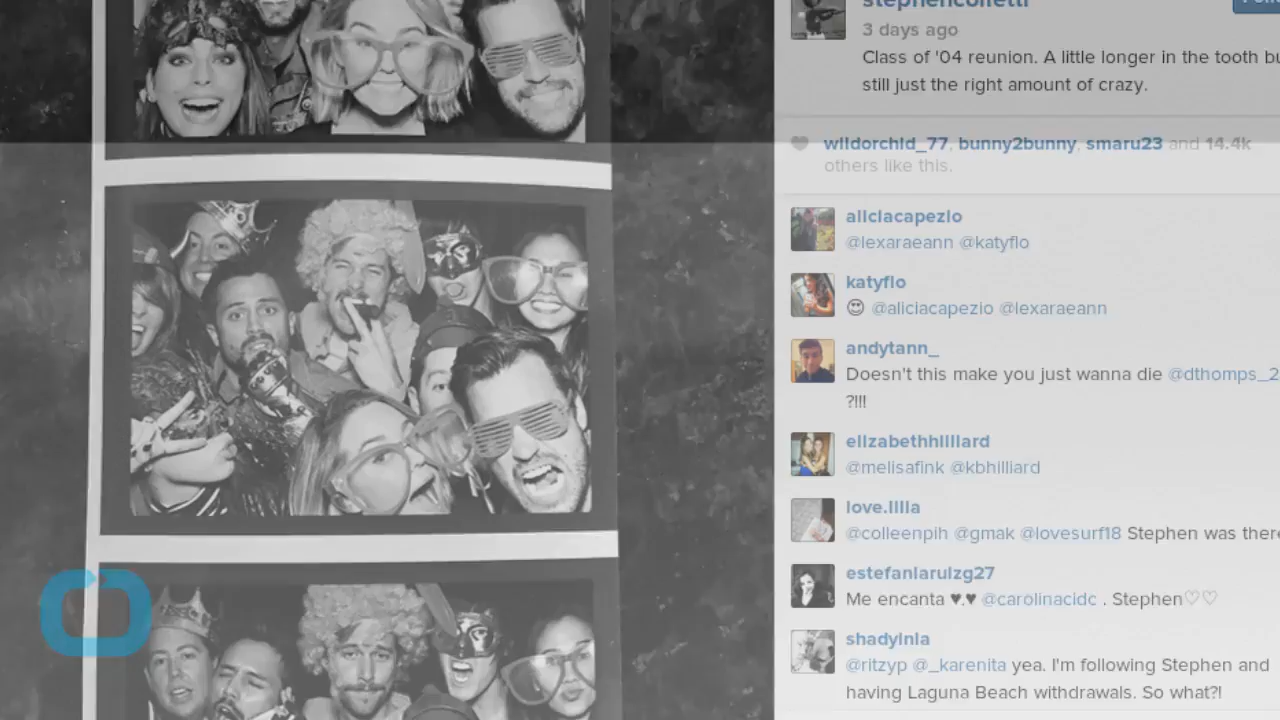 stephencolletti
3 days ago
Class of '04 reunion. A little longer in the tooth bu
still just the right amount of crazy.
wildorchid_77, bunny2bunny, smaru23 and 14.4k
others like this.
aliciacapezio
@lexaraeann @katyflo
katyflo
😍 @aliciacapezio @lexaraeann
andytann_
Doesn't this make you just wanna die @dthomps_2
?!!!
elizabethhilliard
@melisafink @kbhilliard
love.lilla
@colleenpih @gmak @lovesurf18 Stephen was there
estefaniaruizg27
Me encanta ♥.♥ @carolinacidc . Stephen♡♡
shadyinia
@ritzyp @_karenita yea. I'm following Stephen and
having Laguna Beach withdrawals. So what?!